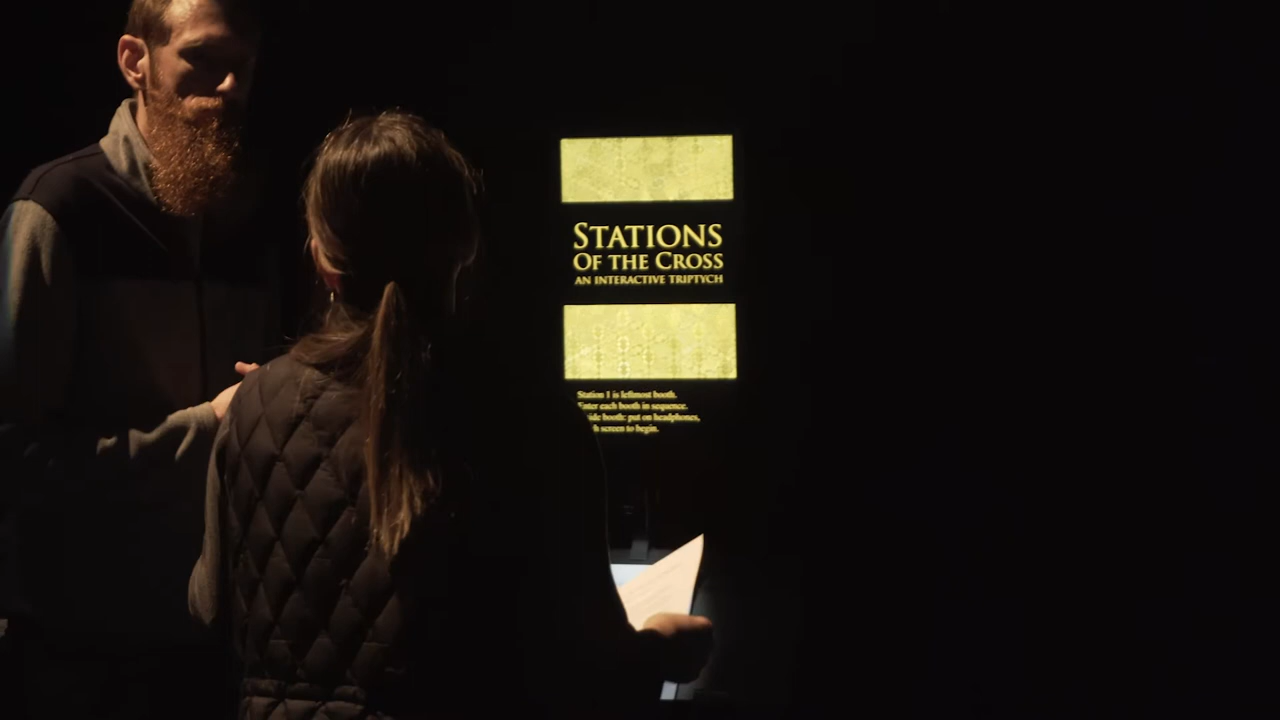 STATIONS
OF THE CROSS
AN INTERACTIVE TRIPTYCH
Station 1 is leftmost booth.
Enter each booth in sequence.
booth: put on headphones,
screen to begin.